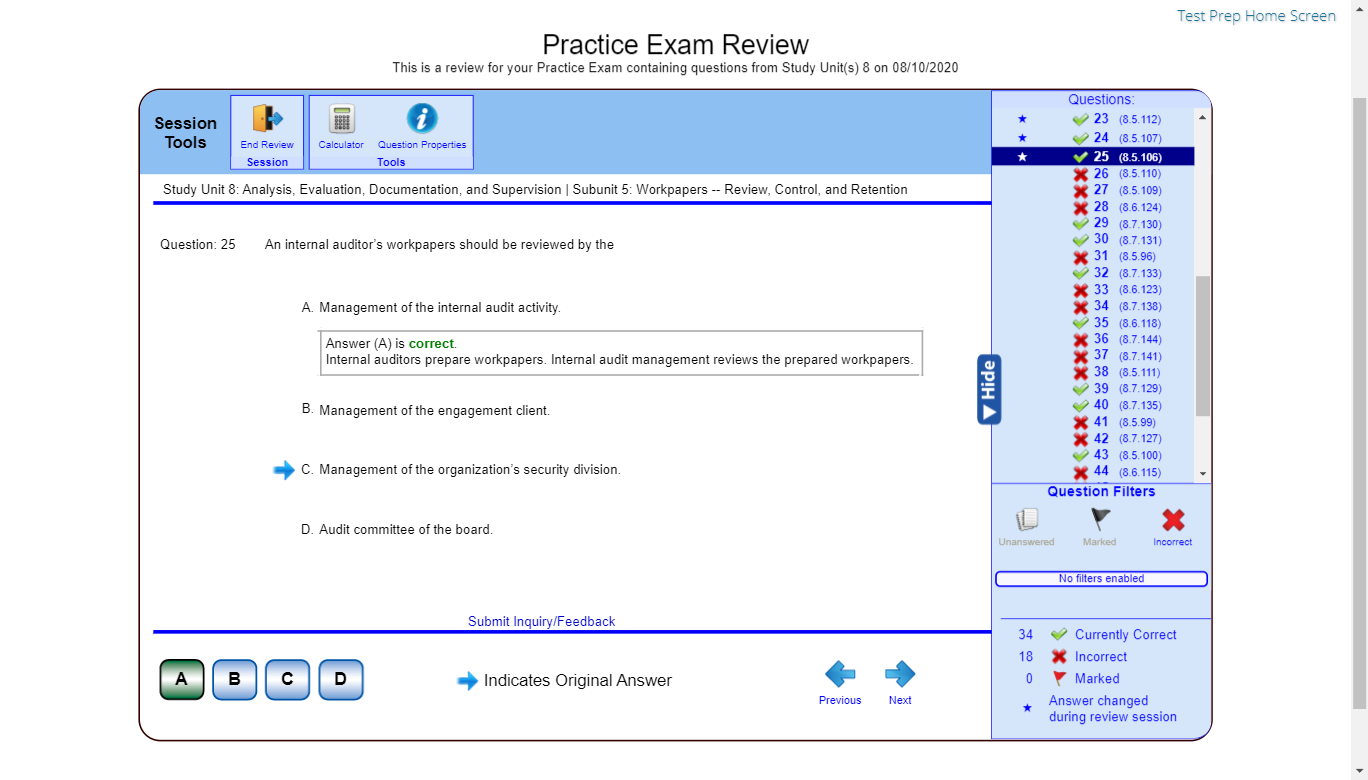 Test Prep Home Screen
Practice Exam Review
This is a review for your Practice Exam containing questions from Study Unit(s) 8 on 08/10/2020
Session Tools
End Review
Session
Calculator
Question Properties
Tools
Study Unit 8: Analysis, Evaluation, Documentation, and Supervision | Subunit 5: Workpapers -- Review, Control, and Retention
Question: 25 An internal auditor's workpapers should be reviewed by the
A. Management of the internal audit activity.
Answer (A) is correct.
Internal auditors prepare workpapers. Internal audit management reviews the prepared workpapers.
B. Management of the engagement client.
C. Management of the organization's security division.
D. Audit committee of the board.
Submit Inquiry/Feedback
A B C D
Indicates Original Answer
Previous
Next
Hide
Questions:
23 (8.5.112)
24 (8.5.107)
25 (8.5.106)
26 (8.5.110)
27 (8.5.109)
28 (8.6.124)
29 (8.7.130)
30 (8.7.131)
31 (8.5.96)
32 (8.7.133)
33 (8.6.123)
34 (8.7.138)
35 (8.6.118)
36 (8.7.144)
37 (8.7.141)
38 (8.5.111)
39 (8.7.129)
40 (8.7.135)
41 (8.5.99)
42 (8.7.127)
43 (8.5.100)
44 (8.6.115)
Question Filters
Unanswered
Marked
Incorrect
No filters enabled
34 Currently Correct
18 Incorrect
0 Marked
Answer changed
during review session